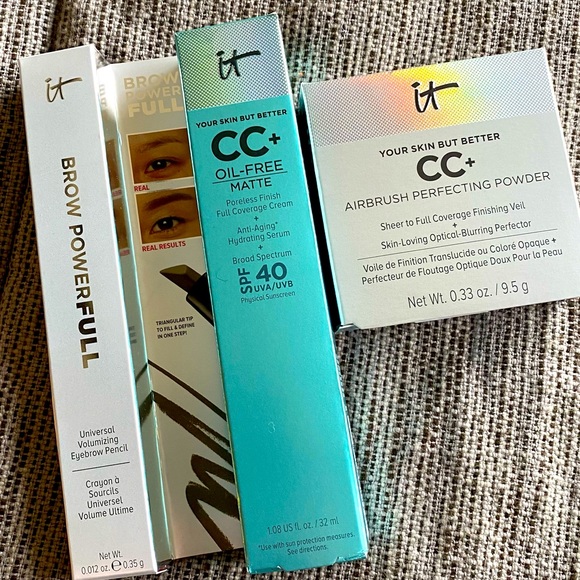 it
BROW POWERFULL
Universal
Volumizing
Eyebrow Pencil
Crayon à
Sourcils
Universel
Volume Ultime
Net Wt.
0.012 oz. ℮ 0.35 g
BROW
POWER
FULL
REAL
REAL RESULTS
TRIANGULAR TIP
TO FILL & DEFINE
IN ONE STEP!
it
YOUR SKIN BUT BETTER
CC+
OIL-FREE
MATTE
Poreless Finish
Full Coverage Cream
+
Anti-Aging*
Hydrating Serum
+
Broad Spectrum
SPF 40
UVA/UVB
Physical Sunscreen
1.08 US fl. oz. / 32 ml
*Use with sun protection measures.
See directions.
it
YOUR SKIN BUT BETTER
CC+
AIRBRUSH PERFECTING POWDER
Sheer to Full Coverage Finishing Veil
+
Skin-Loving Optical-Blurring Perfector
Voile de Finition Translucide au Coloré Opaque +
Perfecteur de Floutage Optique Doux Pour la Peau
Net Wt. 0.33 oz. / 9.5 g